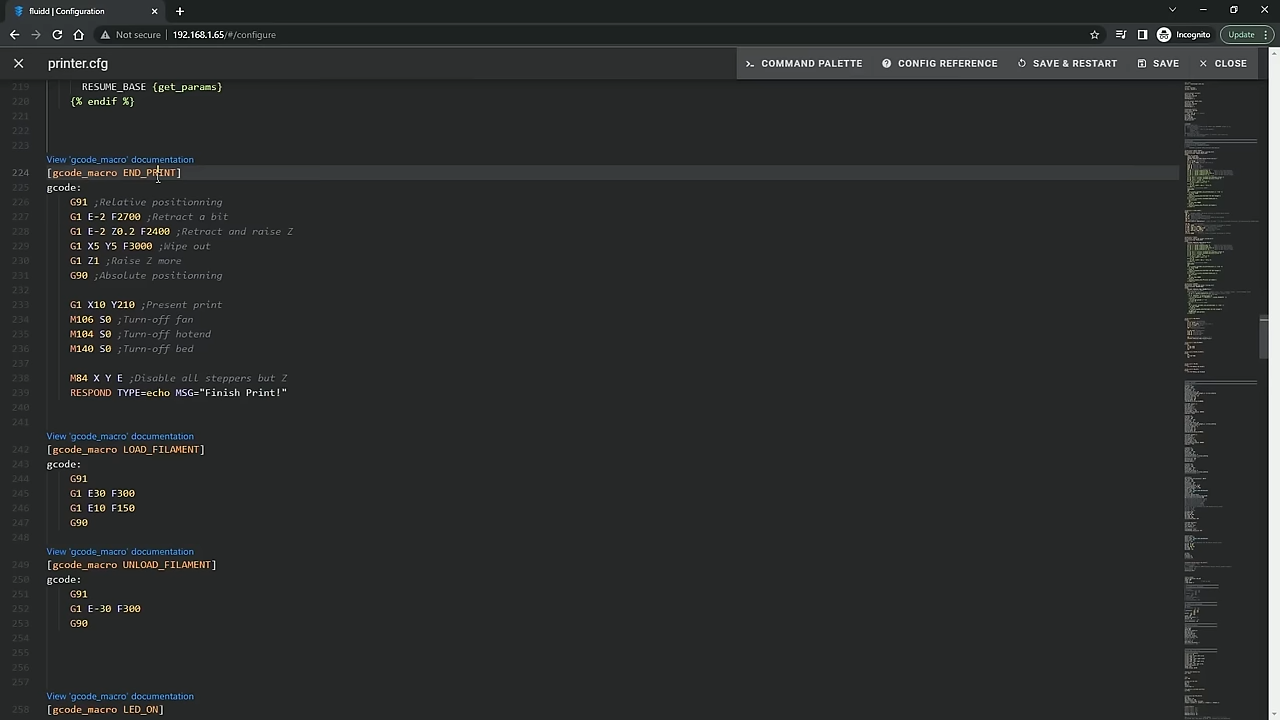 fluidd | Configuration
Not secure 192.168.1.65/#/configure Incognito Update
printer.cfg COMMAND PALETTE CONFIG REFERENCE SAVE & RESTART SAVE CLOSE
219 RESUME_BASE {get_params}
220 {% endif %}
221
222
223
View 'gcode_macro' documentation
224 [gcode_macro END_PRINT]
225 gcode:
226 G91 ;Relative positionning
227 G1 E-2 F2700 ;Retract a bit
228 G1 E-2 Z0.2 F2400 ;Retract and raise Z
229 G1 X5 Y5 F3000 ;Wipe out
230 G1 Z1 ;Raise Z more
231 G90 ;Absolute positionning
232
233 G1 X10 Y210 ;Present print
234 M106 S0 ;Turn-off fan
235 M104 S0 ;Turn-off hotend
236 M140 S0 ;Turn-off bed
237
238 M84 X Y E ;Disable all steppers but Z
239 RESPOND TYPE=echo MSG="Finish Print!"
240
241
View 'gcode_macro' documentation
242 [gcode_macro LOAD_FILAMENT]
243 gcode:
244 G91
245 G1 E30 F300
246 G1 E10 F150
247 G90
248
View 'gcode_macro' documentation
249 [gcode_macro UNLOAD_FILAMENT]
250 gcode:
251 G91
252 G1 E-30 F300
253 G90
254
255
256
257
View 'gcode_macro' documentation
258 [gcode_macro LED_ON]